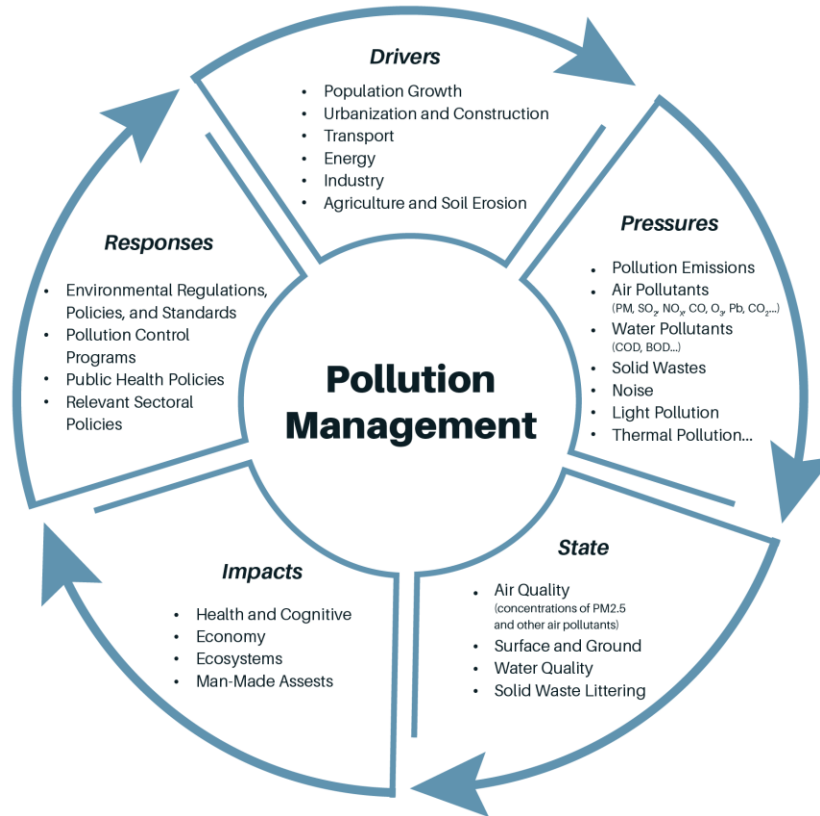 Drivers
• Population Growth
• Urbanization and Construction
• Transport
• Energy
• Industry
• Agriculture and Soil Erosion
Pressures
• Pollution Emissions
• Air Pollutants
(PM, SO₂, NOₓ, CO, O₃, Pb, CO₂...)
• Water Pollutants
(COD, BOD...)
• Solid Wastes
• Noise
• Light Pollution
• Thermal Pollution...
State
• Air Quality
(concentrations of PM2.5
and other air pollutants)
• Surface and Ground
• Water Quality
• Solid Waste Littering
Impacts
• Health and Cognitive
• Economy
• Ecosystems
• Man-Made Assests
Responses
• Environmental Regulations,
Policies, and Standards
• Pollution Control
Programs
• Public Health Policies
• Relevant Sectoral
Policies
Pollution
Management